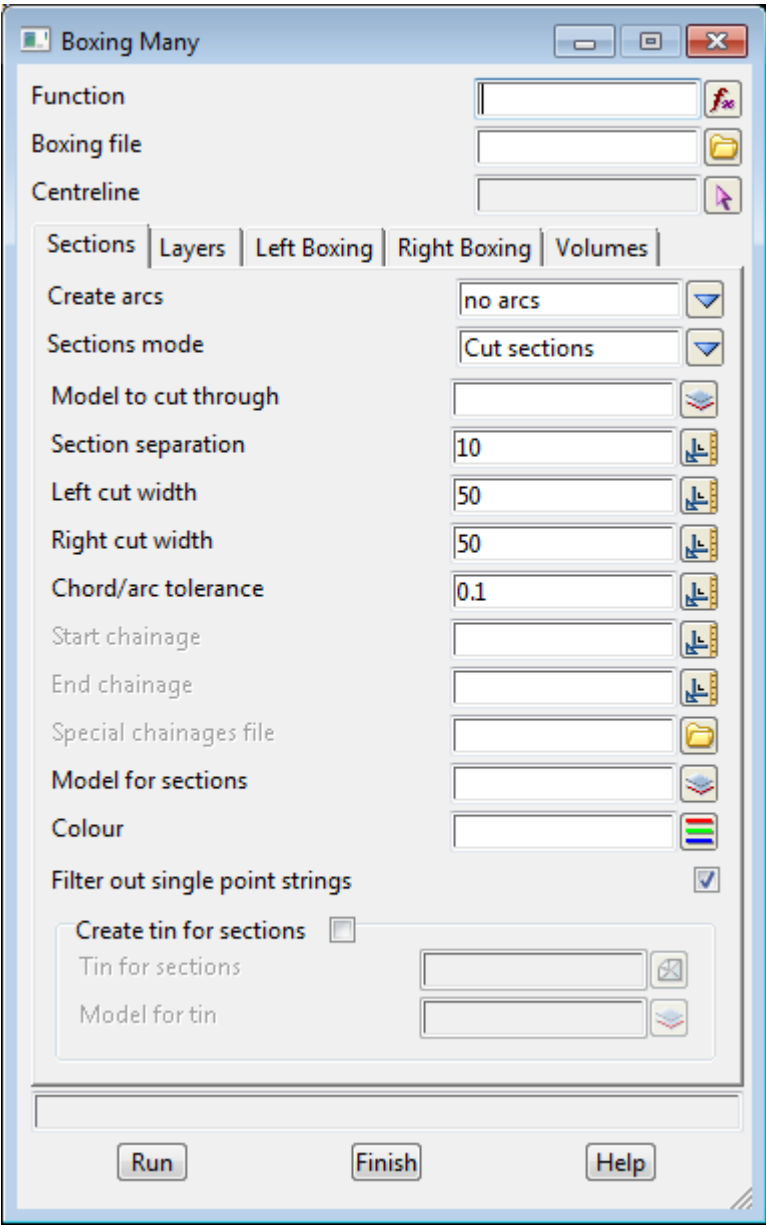 Boxing Many
Function
Boxing file
Centreline
Sections Layers Left Boxing Right Boxing Volumes
Create arcs no arcs
Sections mode Cut sections
Model to cut through
Section separation 10
Left cut width 50
Right cut width 50
Chord/arc tolerance 0.1
Start chainage
End chainage
Special chainages file
Model for sections
Colour
Filter out single point strings
Create tin for sections
Tin for sections
Model for tin
Run Finish Help